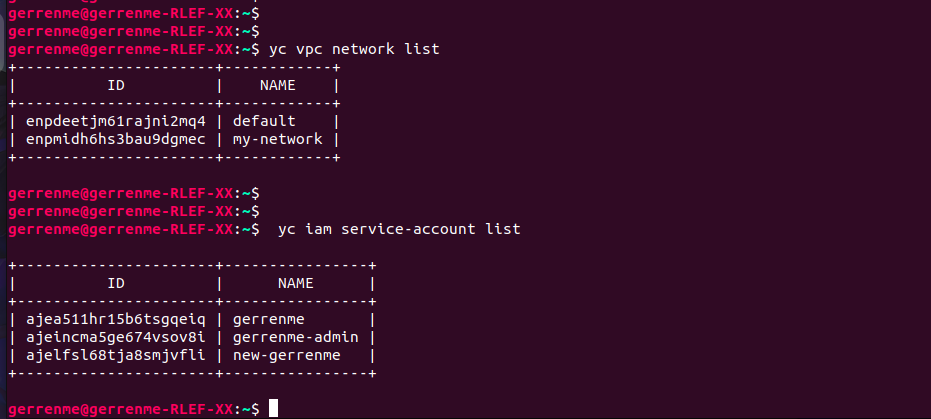 gerrenme@gerrenme-RLEF-XX:~$
gerrenme@gerrenme-RLEF-XX:~$
gerrenme@gerrenme-RLEF-XX:~$ yc vpc network list
+----------------------+------------+
|          ID          |    NAME    |
+----------------------+------------+
| enpdeetjm61rajni2mq4 | default    |
| enpmidh6hs3bau9dgmec | my-network |
+----------------------+------------+
gerrenme@gerrenme-RLEF-XX:~$
gerrenme@gerrenme-RLEF-XX:~$
gerrenme@gerrenme-RLEF-XX:~$  yc iam service-account list
+----------------------+----------------+
|          ID          |      NAME      |
+----------------------+----------------+
| ajea511hr15b6tsgqeiq | gerrenme       |
| ajeincma5ge674vsov8i | gerrenme-admin |
| ajelfsl68tja8smjvfli | new-gerrenme   |
+----------------------+----------------+
gerrenme@gerrenme-RLEF-XX:~$